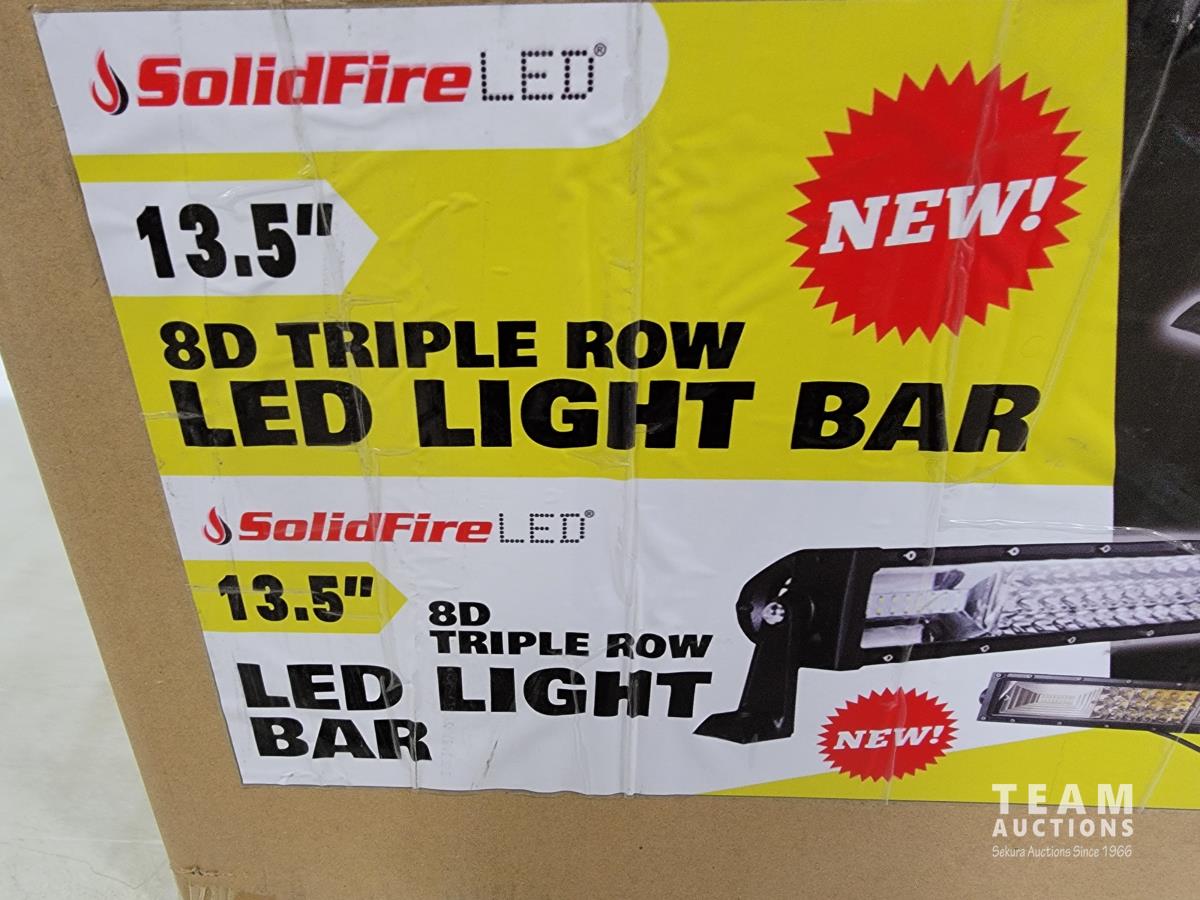 SolidFire LED®
13.5"
NEW!
8D TRIPLE ROW
LED LIGHT BAR
SolidFire LED®
13.5"
8D
TRIPLE ROW
LED LIGHT
BAR
NEW!
TEAM
AUCTIONS
Sekura Auctions Since 1966